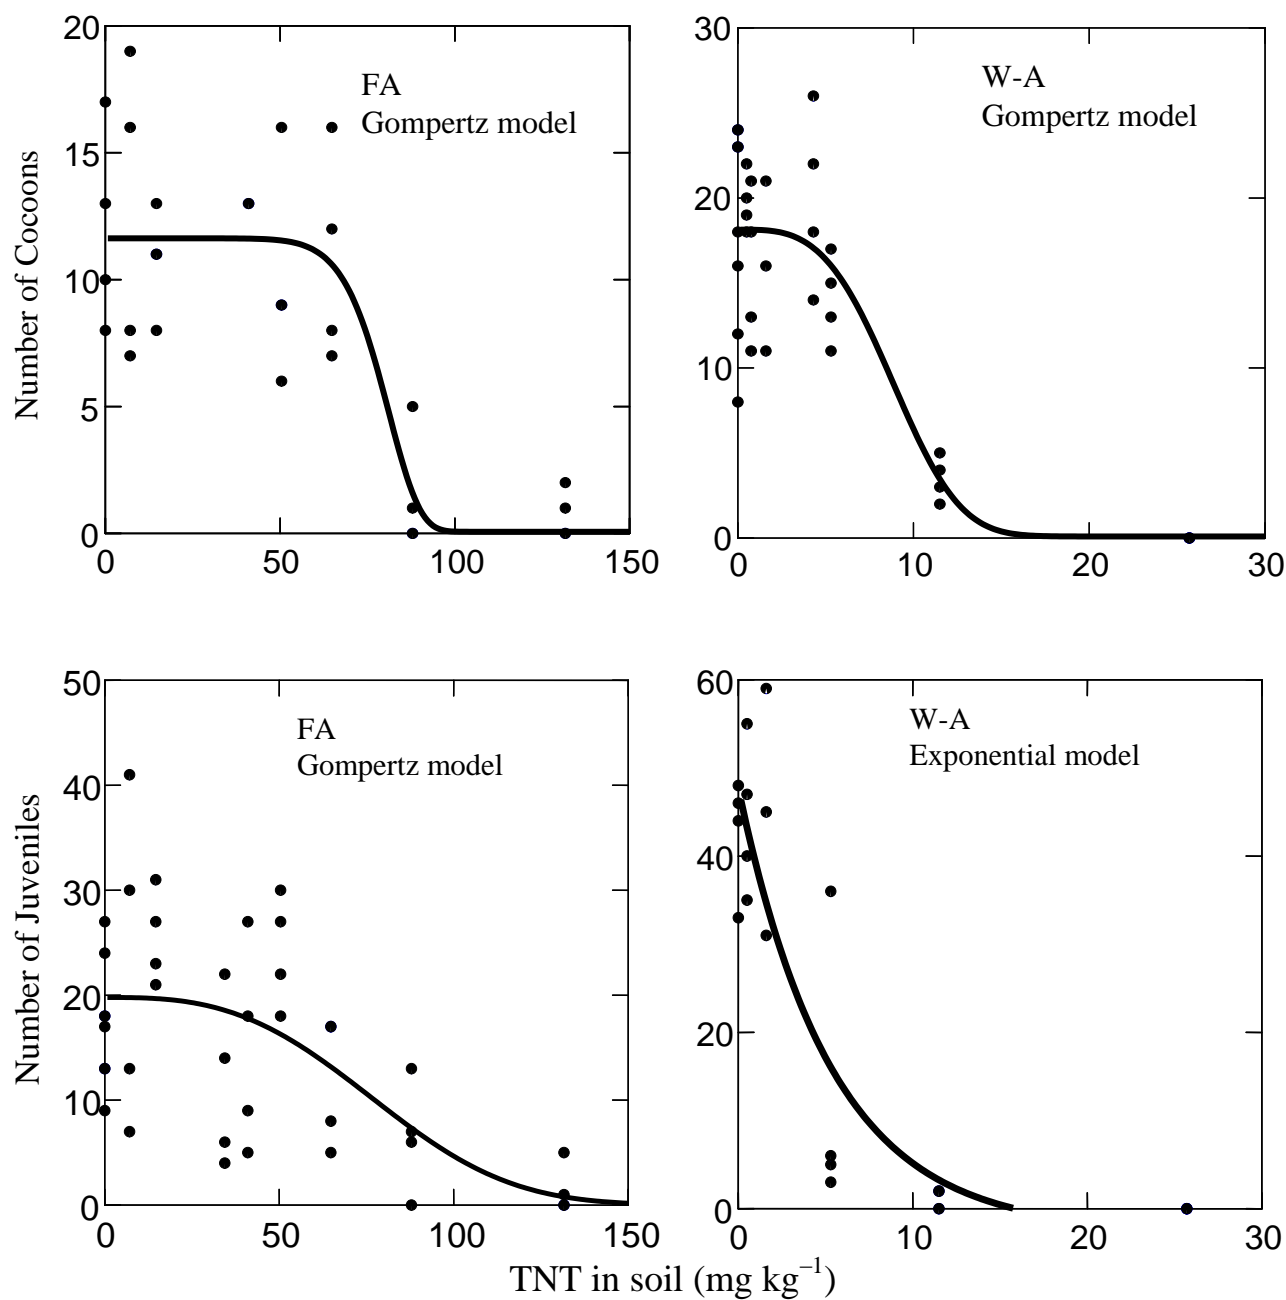 20
15
10
5
0
0 50 100 150
FA
Gompertz model
Number of Cocoons
30
20
10
0
0 10 20 30
W-A
Gompertz model
50
40
30
20
10
0
0 50 100 150
FA
Gompertz model
Number of Juveniles
60
40
20
0
0 10 20 30
W-A
Exponential model
TNT in soil (mg kg⁻¹)